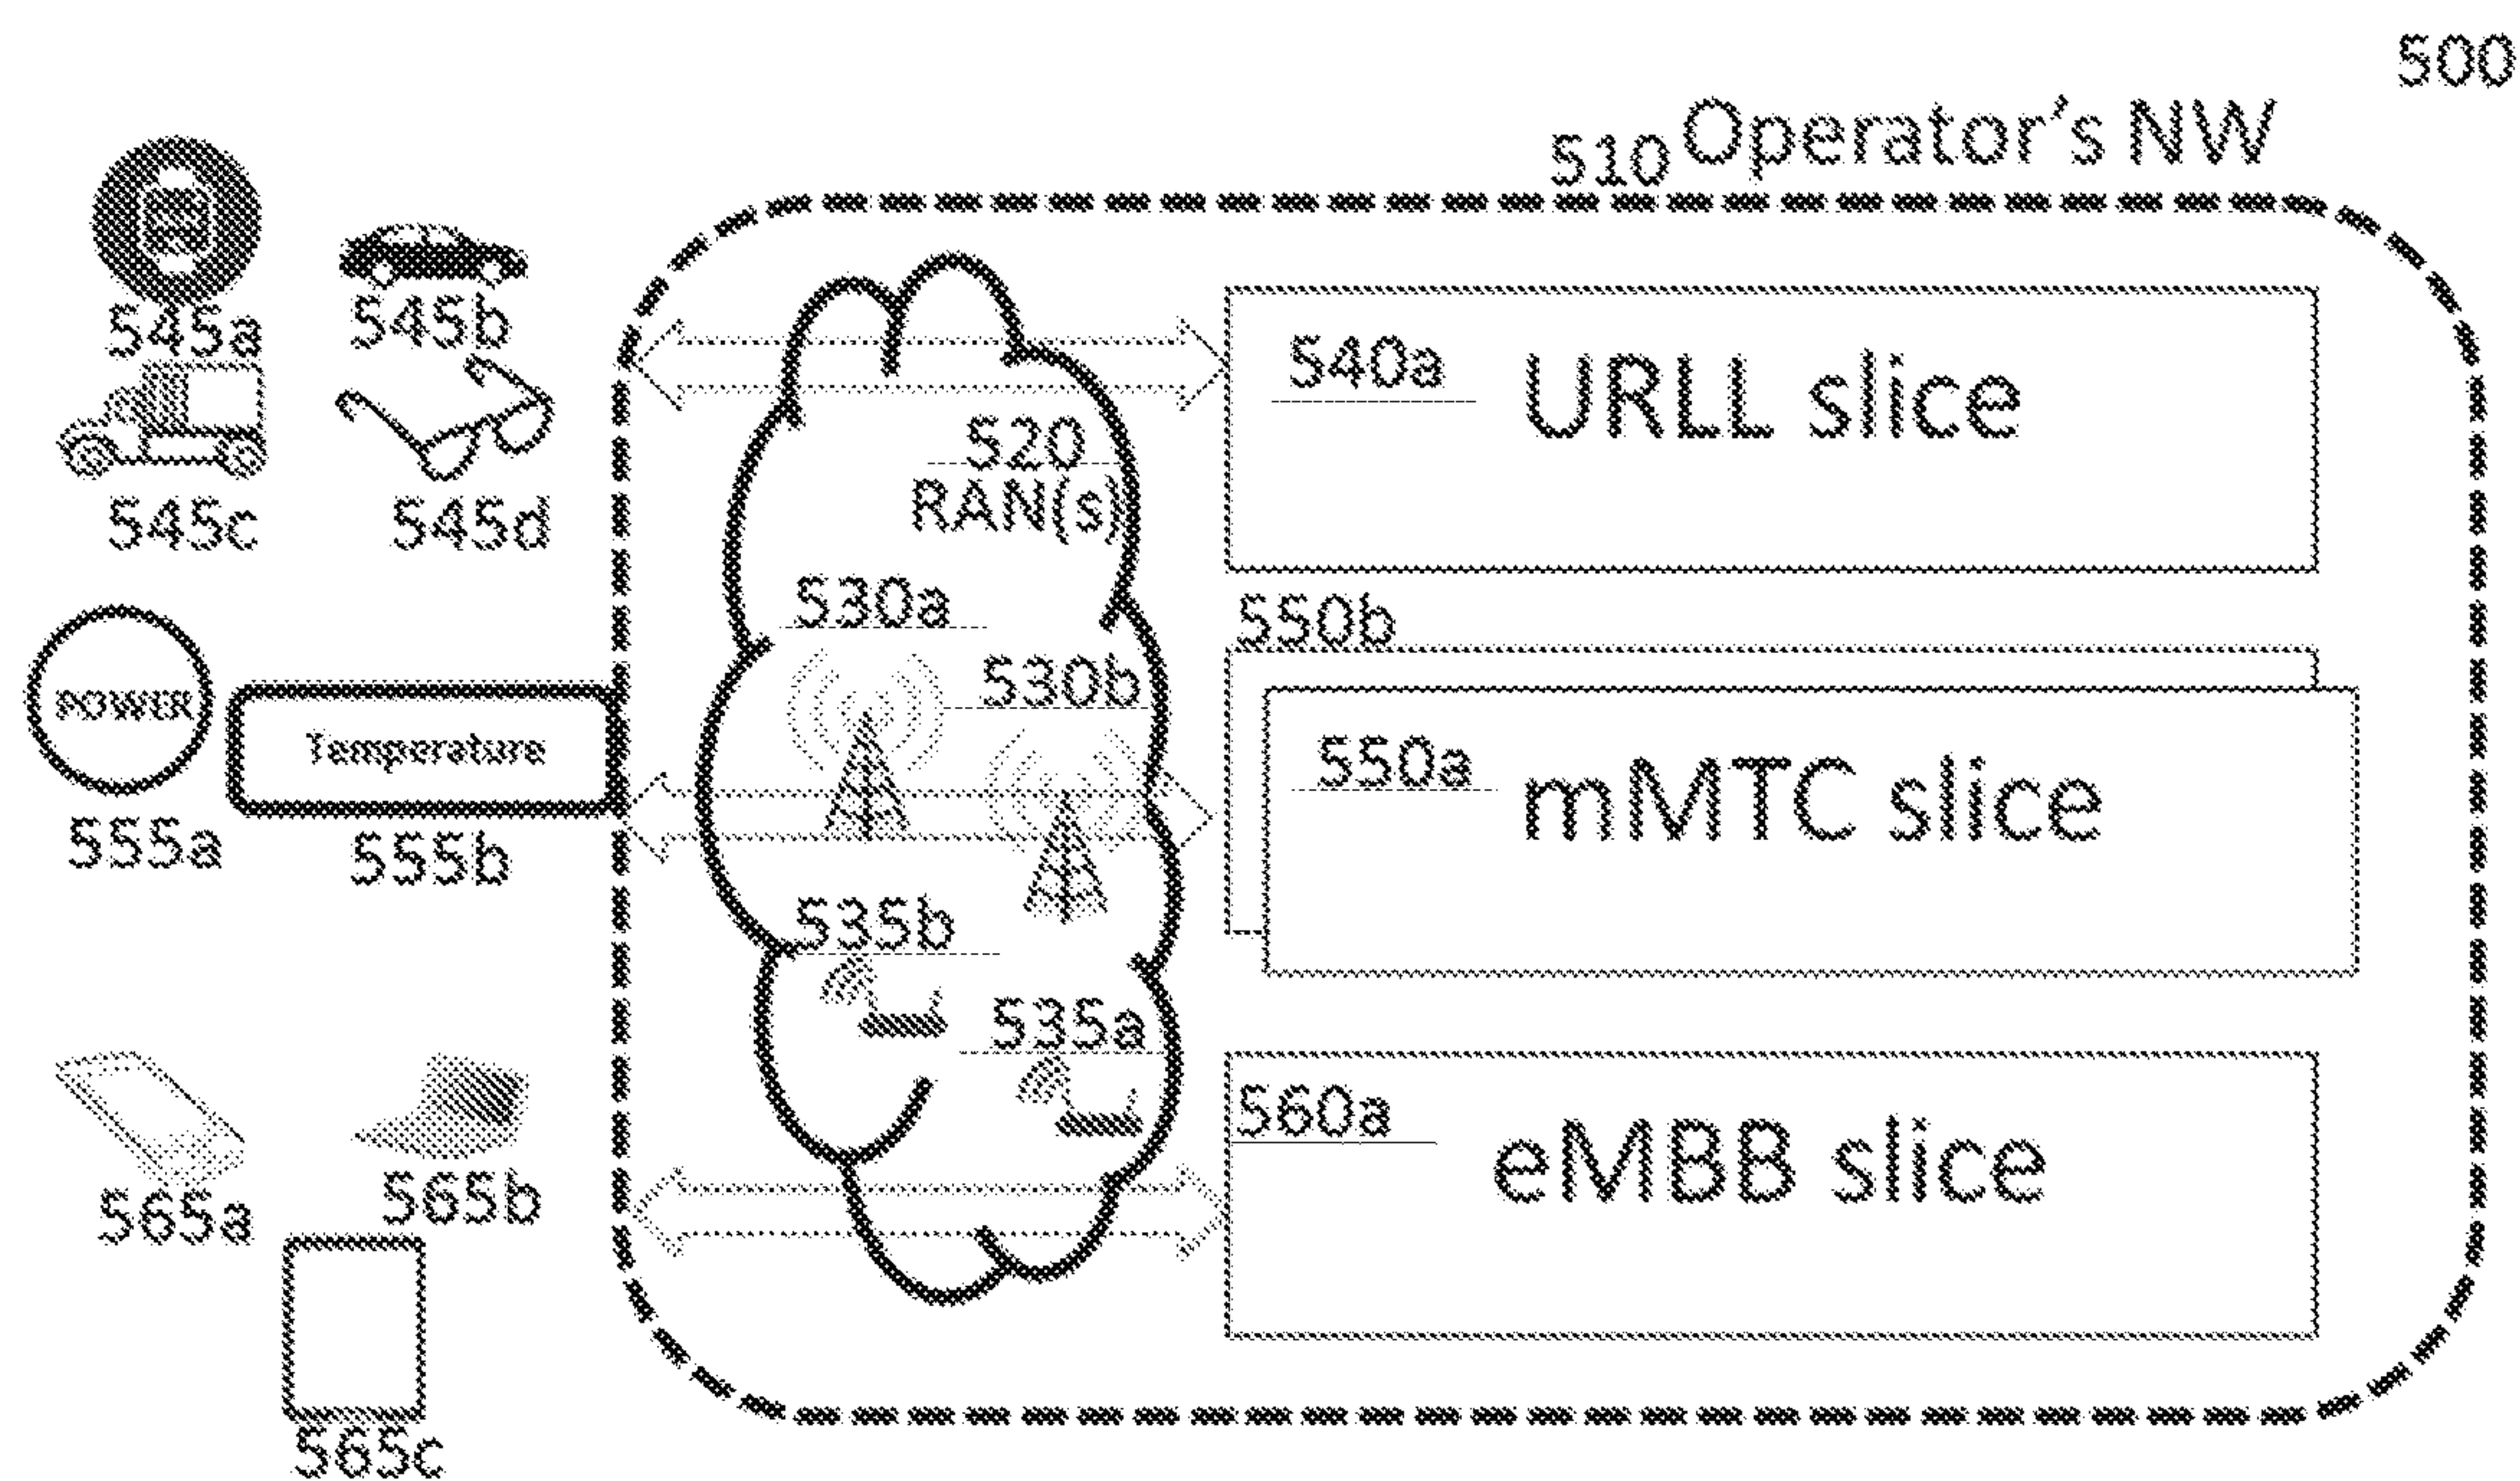 500
510 Operator's NW
545a
545b
545c
545d
520
RAN(s)
540a URLL slice
530a
530b
550b
550a mMTC slice
POWER
555a
Temperature
555b
535b
535a
560a eMBB slice
565a
565b
565c